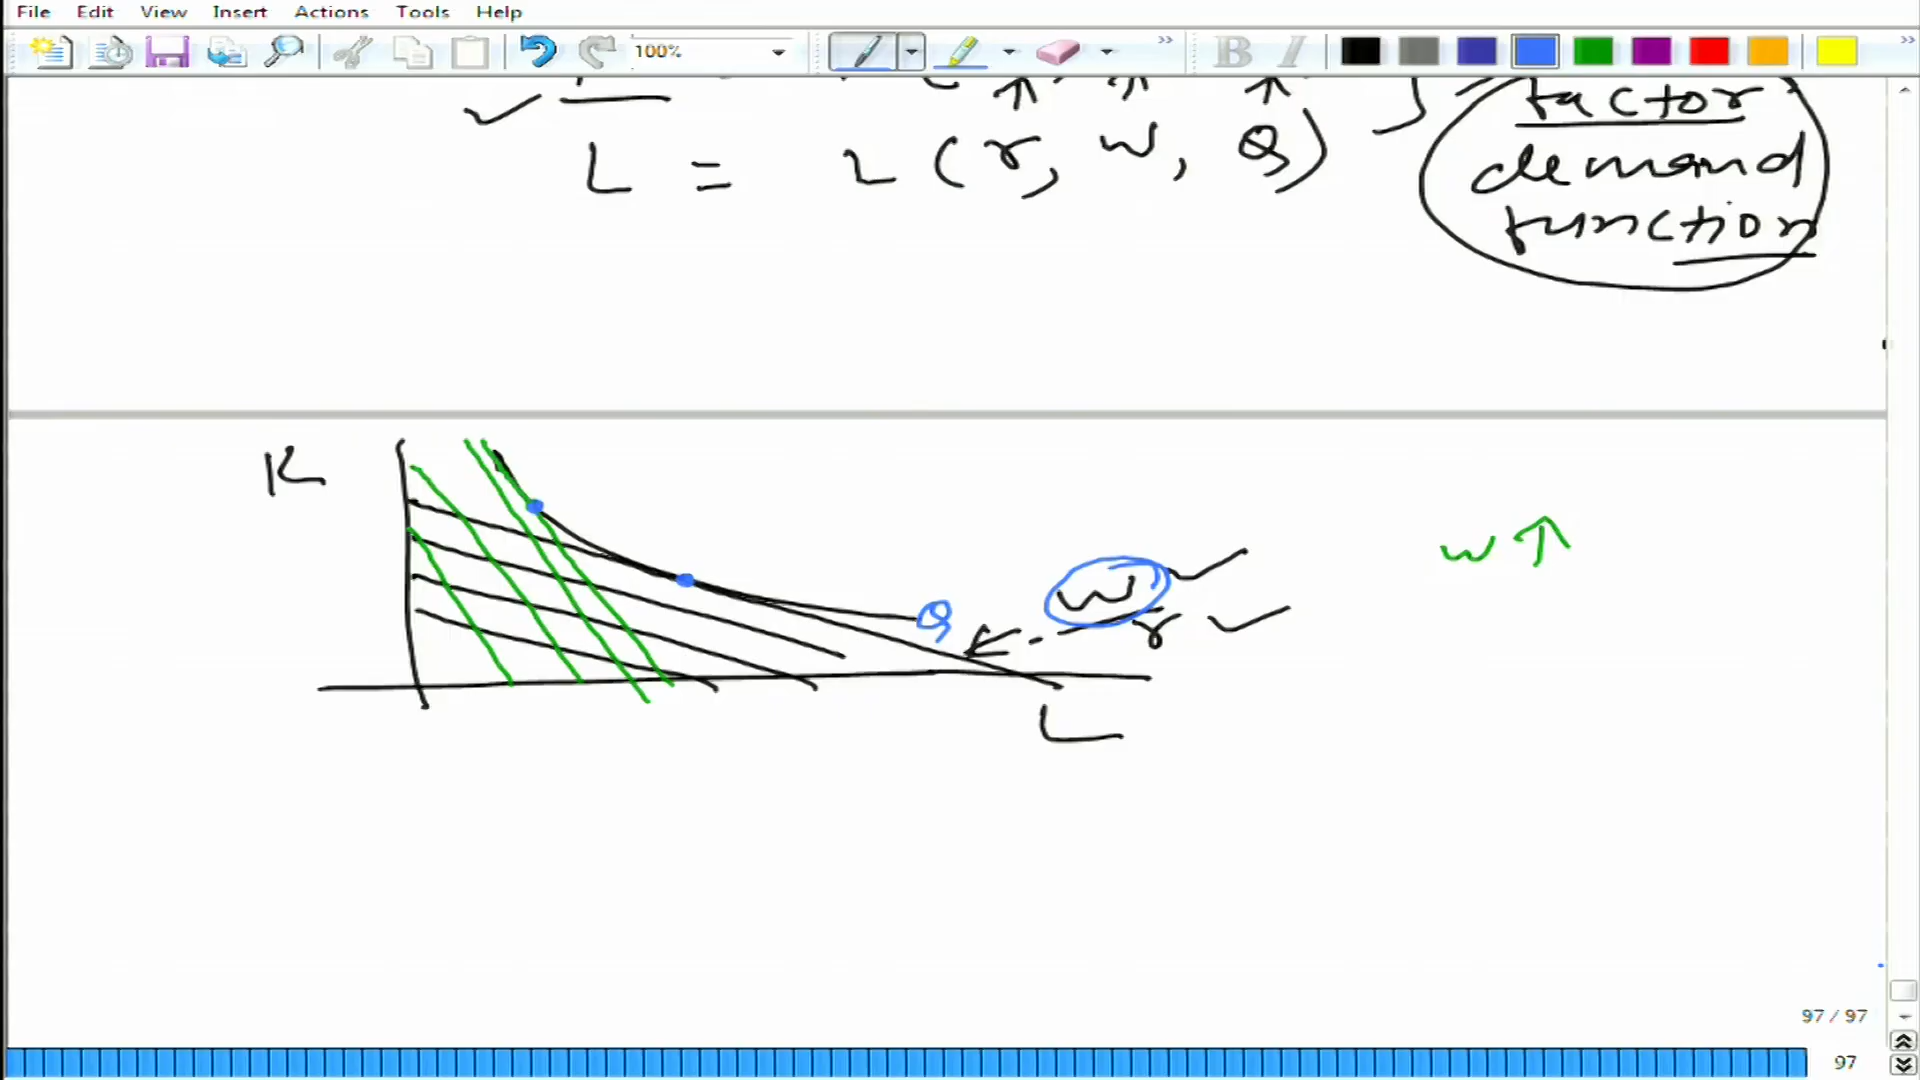 File Edit View Insert Actions Tools Help
100%
factor
L = L (r, w, Q) demand
function
K
w ↑
w
Q
r
L
97 / 97
97